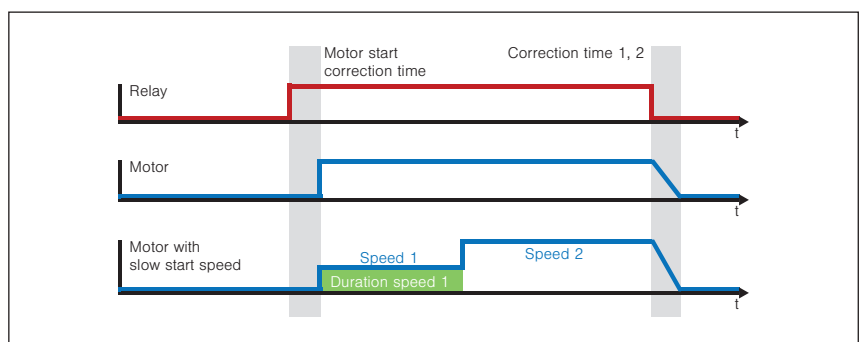 Motor start
correction time
Correction time 1, 2
Relay
t
Motor
t
Motor with
slow start speed
Speed 1
Speed 2
Duration speed 1
t